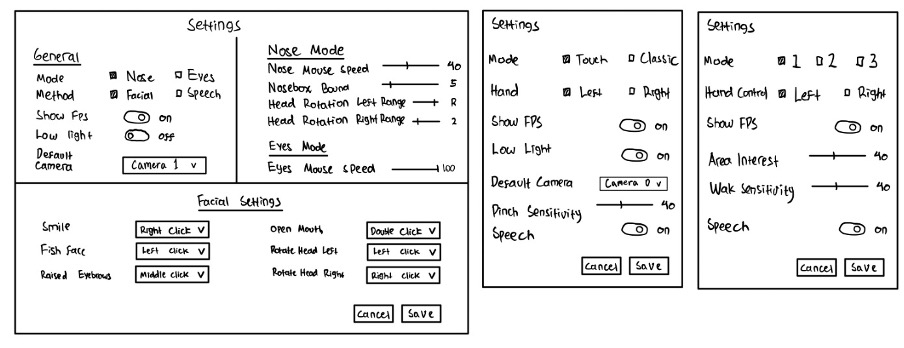 Settings
General
Mode Nose Eyes
Method Facial Speech
Show FPS on
Low light off
Default
Camera Camera 1 v
Nose Mode
Nose Mouse Speed 40
Nosebox Bound 5
Head Rotation Left Range R
Head Rotation Right Range 2
Eyes Mode
Eyes Mouse Speed 100
Facial Settings
Smile Right Click V Open Mouth Double Click V
Fish Face Left Click V Rotate Head Left Left Click V
Raised Eyebrows Middle Click V Rotate Head Right Right Click V
Cancel Save
Settings
Mode Touch Classic
Hand Left Right
Show FPS on
Low Light on
Default Camera Camera 0 v
Pinch Sensitivity 40
Speech on
Cancel Save
Settings
Mode 1 2 3
Hand Control Left Right
Show FPS on
Area Interest 40
Wak Sensitivity 40
Speech on
Cancel Save